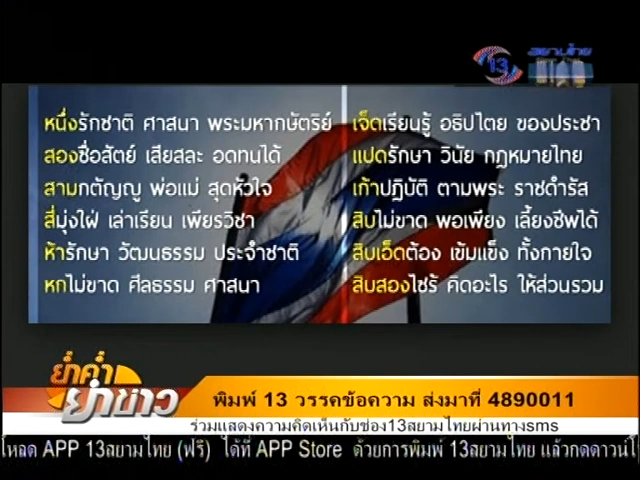 13 สยามไทย
หนึ่งรักชาติ ศาสนา พระมหากษัตริย์
สองซื่อสัตย์ เสียสละ อดทนได้
สามกตัญญู พ่อแม่ สุดหัวใจ
สี่มุ่งใฝ่ เล่าเรียน เพียรวิชา
ห้ารักษา วัฒนธรรม ประจำชาติ
หกไม่ขาด ศีลธรรม ศาสนา
เจ็ดเรียนรู้ อธิปไตย ของประชา
แปดรักษา วินัย กฎหมายไทย
เก้าปฏิบัติ ตามพระ ราชดำรัส
สิบไม่ขาด พอเพียง เลี้ยงชีพได้
สิบเอ็ดต้อง เข้มแข็ง ทั้งกายใจ
สิบสองไซร้ คิดอะไร ให้ส่วนรวม
ย่ำค่ำ
ย่ำข่าว
พิมพ์ 13 วรรคข้อความ ส่งมาที่ 4890011
ร่วมแสดงความคิดเห็นกับช่อง13สยามไทยผ่านทางsms
โหลด APP 13สยามไทย (ฟรี) ได้ที่ APP Store ด้วยการพิมพ์ 13สยามไทย แล้วกดดาวน์โ